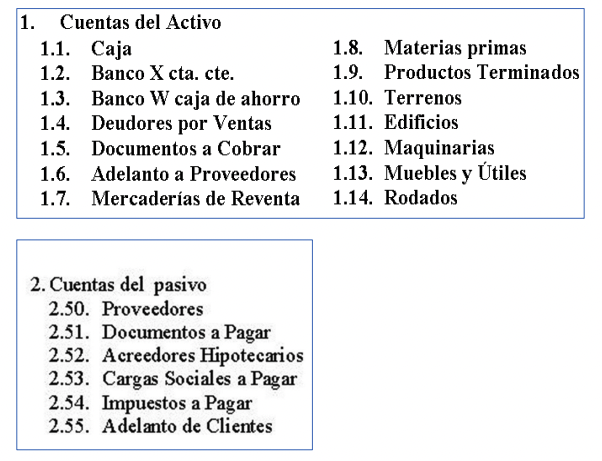 1. Cuentas del Activo
1.1. Caja
1.2. Banco X cta. cte.
1.3. Banco W caja de ahorro
1.4. Deudores por Ventas
1.5. Documentos a Cobrar
1.6. Adelanto a Proveedores
1.7. Mercaderías de Reventa
1.8. Materias primas
1.9. Productos Terminados
1.10. Terrenos
1.11. Edificios
1.12. Maquinarias
1.13. Muebles y Útiles
1.14. Rodados
2. Cuentas del pasivo
2.50. Proveedores
2.51. Documentos a Pagar
2.52. Acreedores Hipotecarios
2.53. Cargas Sociales a Pagar
2.54. Impuestos a Pagar
2.55. Adelanto de Clientes